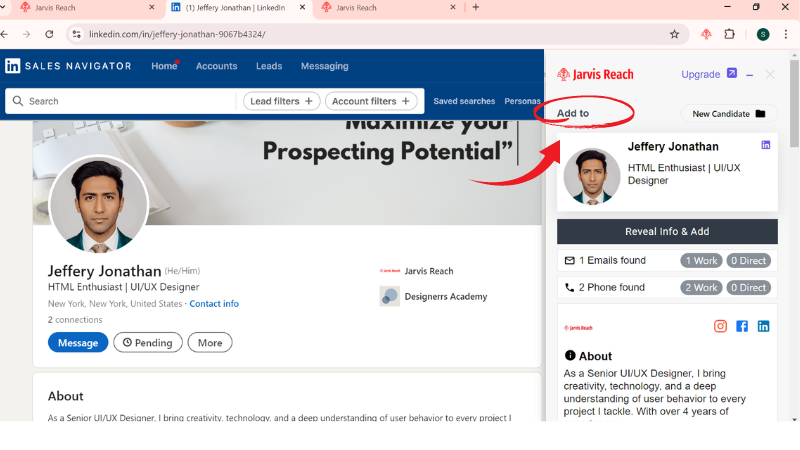 Jarvis Reach
(1) Jeffery Jonathan | LinkedIn
Jarvis Reach
linkedin.com/in/jeffery-jonathan-9067b4324/
S
in SALES NAVIGATOR
Home
Accounts
Leads
Messaging
Search
Lead filters +
Account filters +
Saved searches
Personas
Maximize your
Prospecting Potential”
Jeffery Jonathan (He/Him)
HTML Enthusiast | UI/UX Designer
New York, New York, United States · Contact info
2 connections
Message
Pending
More
Jarvis Reach
Jarvis Reach
Designerrs Academy
About
As a Senior UI/UX Designer, I bring creativity, technology, and a deep understanding of user behavior to every project I
Jarvis Reach
Upgrade
Add to
New Candidate
Jeffery Jonathan
in
HTML Enthusiast | UI/UX
Designer
Reveal Info & Add
1 Emails found
1 Work
0 Direct
2 Phone found
2 Work
0 Direct
Jarvis Reach
in
About
As a Senior UI/UX Designer, I bring
creativity, technology, and a deep
understanding of user behavior to every
project I tackle. With over 4 years of